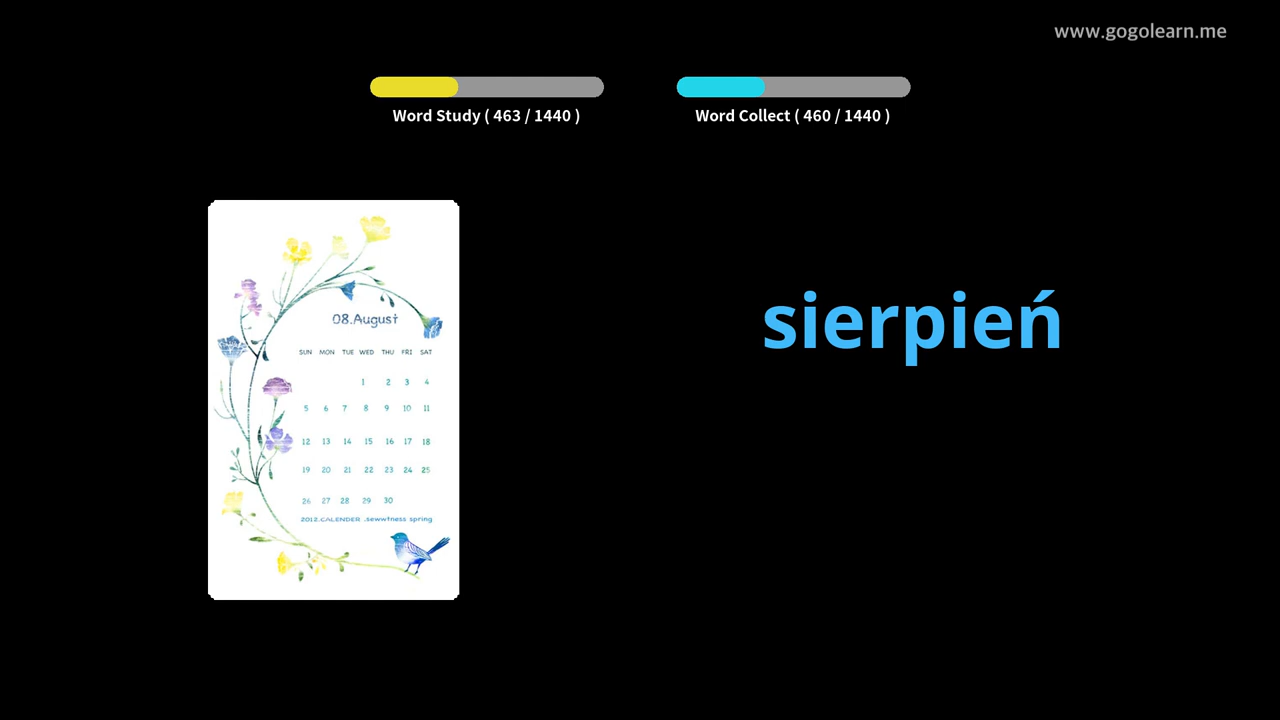 www.gogolearn.me
Word Study ( 463 / 1440 )
Word Collect ( 460 / 1440 )
08.August
SUN MON TUE WED THU FRI SAT
1 2 3 4
5 6 7 8 9 10 11
12 13 14 15 16 17 18
19 20 21 22 23 24 25
26 27 28 29 30
2012.CALENDER .sewwtness spring
sierpień